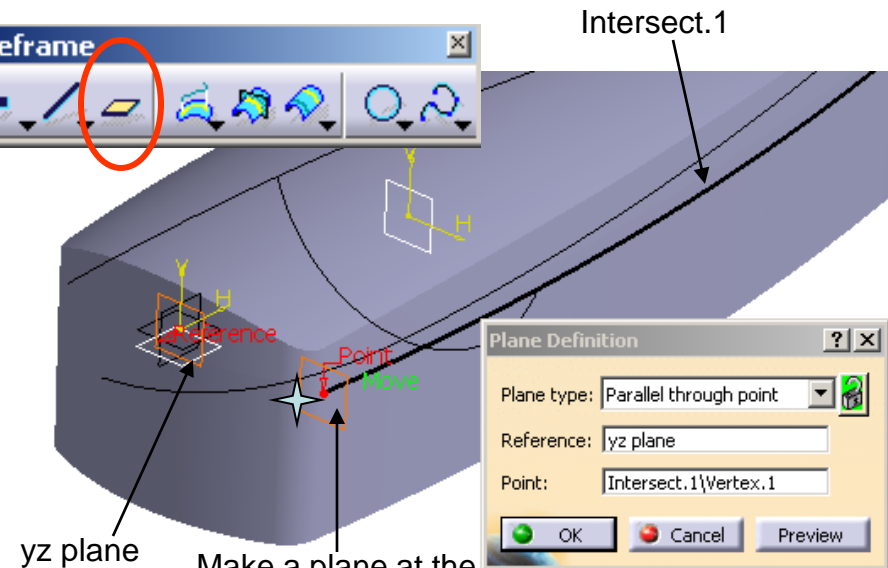 Intersect.1
eframe
Y
H
Y
H
Reference
Point
Move
Plane Definition
Plane type: Parallel through point
Reference: yz plane
Point: Intersect.1\Vertex.1
OK Cancel Preview
yz plane
Make a plane at the